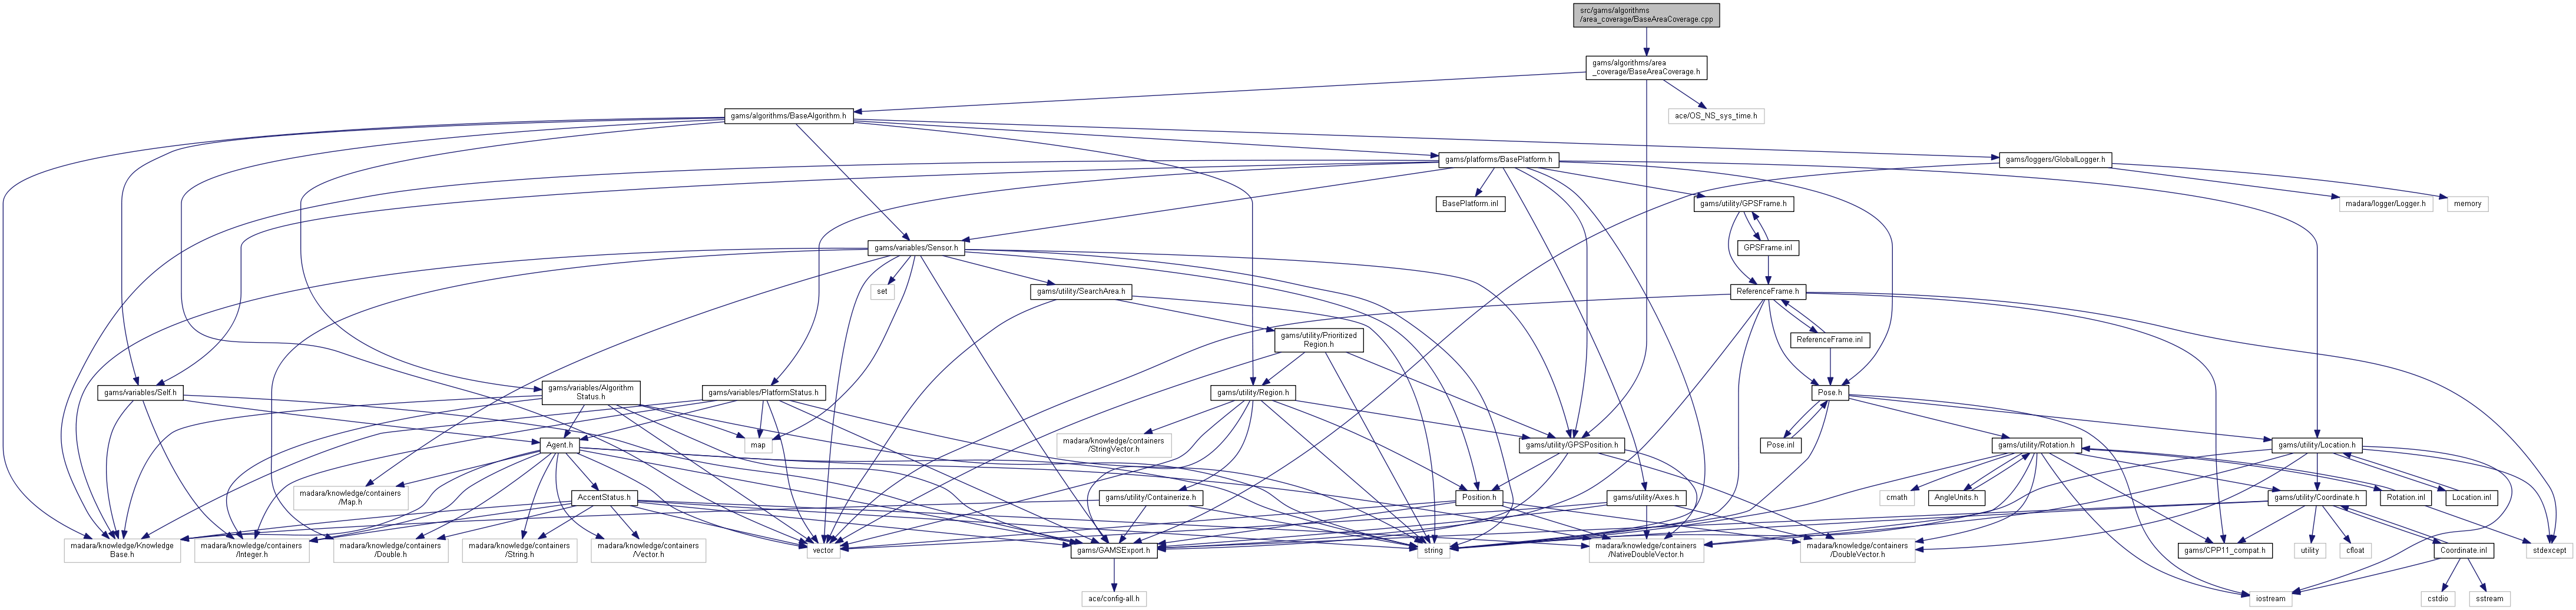 src/gams/algorithms
/area_coverage/BaseAreaCoverage.cpp
gams/algorithms/area
_coverage/BaseAreaCoverage.h
gams/algorithms/BaseAlgorithm.h
ace/OS_NS_sys_time.h
gams/platforms/BasePlatform.h
gams/loggers/GlobalLogger.h
BasePlatform.inl
gams/utility/GPSFrame.h
madara/logger/Logger.h
memory
gams/variables/Sensor.h
GPSFrame.inl
set
gams/utility/SearchArea.h
ReferenceFrame.h
gams/utility/Prioritized
Region.h
ReferenceFrame.inl
gams/variables/Self.h
gams/variables/Algorithm
Status.h
gams/variables/PlatformStatus.h
gams/utility/Region.h
Pose.h
Agent.h
map
madara/knowledge/containers
/StringVector.h
gams/utility/GPSPosition.h
Pose.inl
gams/utility/Rotation.h
gams/utility/Location.h
madara/knowledge/containers
/Map.h
AccentStatus.h
gams/utility/Containerize.h
Position.h
gams/utility/Axes.h
cmath
AngleUnits.h
gams/utility/Coordinate.h
Rotation.inl
Location.inl
madara/knowledge/Knowledge
Base.h
madara/knowledge/containers
/Integer.h
madara/knowledge/containers
/Double.h
madara/knowledge/containers
/String.h
madara/knowledge/containers
/Vector.h
vector
gams/GAMSExport.h
string
madara/knowledge/containers
/NativeDoubleVector.h
madara/knowledge/containers
/DoubleVector.h
gams/CPP11_compat.h
utility
cfloat
Coordinate.inl
stdexcept
ace/config-all.h
iostream
cstdio
sstream